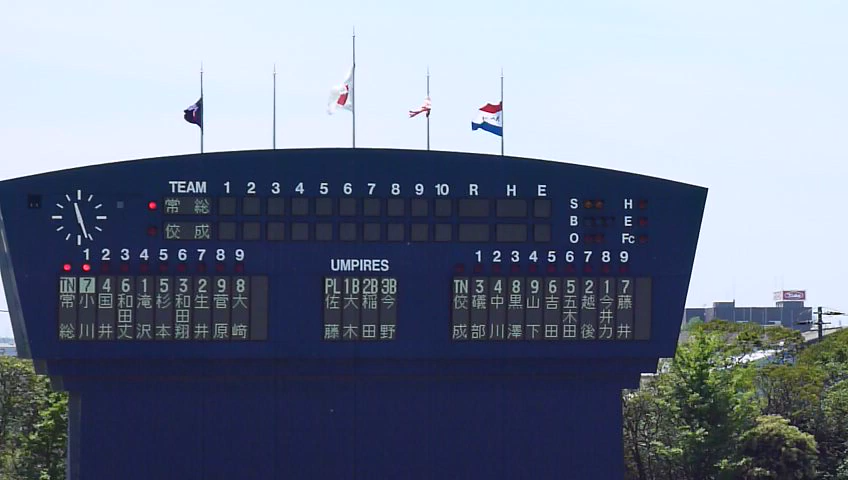 TEAM 1 2 3 4 5 6 7 8 9 10 R H E
常総
佼成
S H
B E
O Fc
1 2 3 4 5 6 7 8 9
UMPIRES
1 2 3 4 5 6 7 8 9
TN 7 4 6 1 5 3 2 9 8
常総 小川 国井 和田丈 滝沢 杉本 和田翔 生井 菅原 大崎
PL 1B 2B 3B
佐藤 大木 稲田 今野
TN 3 4 8 9 6 5 2 1 7
佼成 磯部 中川 黒澤 山下 吉田 五木田 越後 今井力 藤井